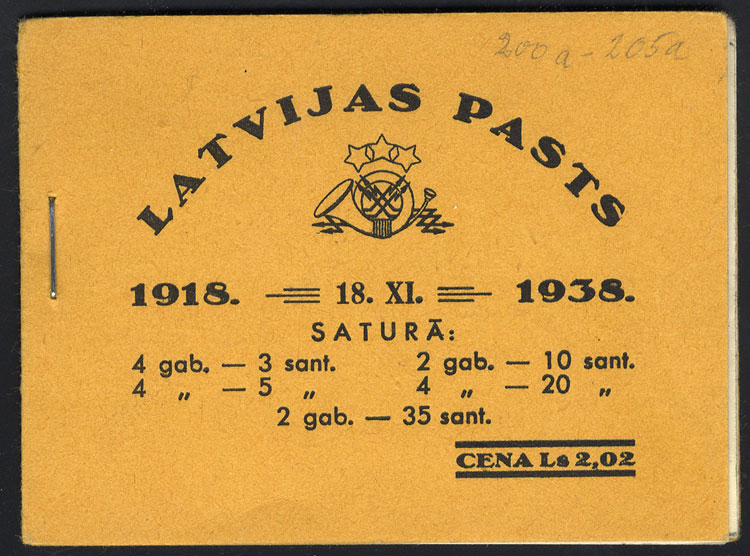 200a - 205a
LATVIJAS PASTS
1918. 18. XI. 1938.
SATURĀ:
4 gab. — 3 sant. 2 gab. — 10 sant.
4 „ — 5 „ 4 „ — 20 „
2 gab. — 35 sant.
CENA Ls 2,02